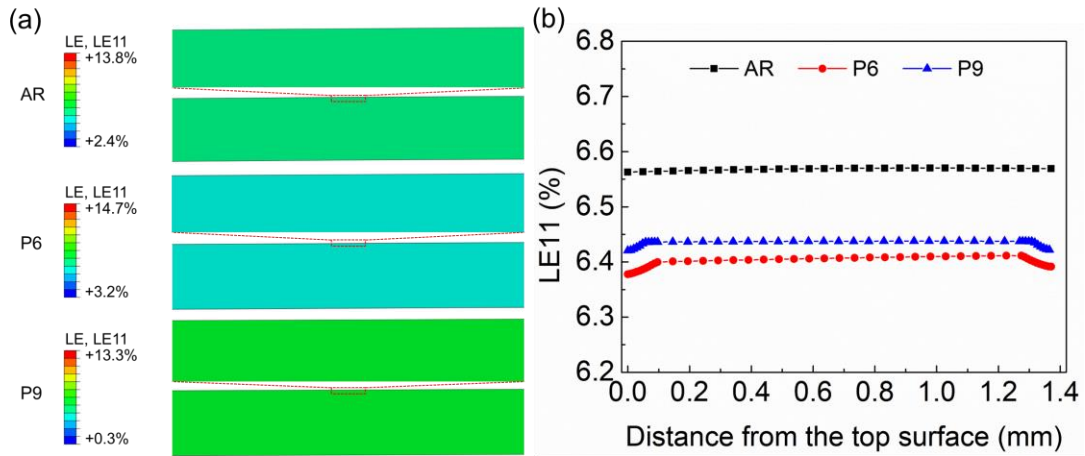 (a)
LE, LE11
AR
+13.8%
+2.4%
LE, LE11
P6
+14.7%
+3.2%
LE, LE11
P9
+13.3%
+0.3%
(b)
AR P6 P9
LE11 (%)
6.8
6.7
6.6
6.5
6.4
6.3
6.2
0.0 0.2 0.4 0.6 0.8 1.0 1.2 1.4
Distance from the top surface (mm)